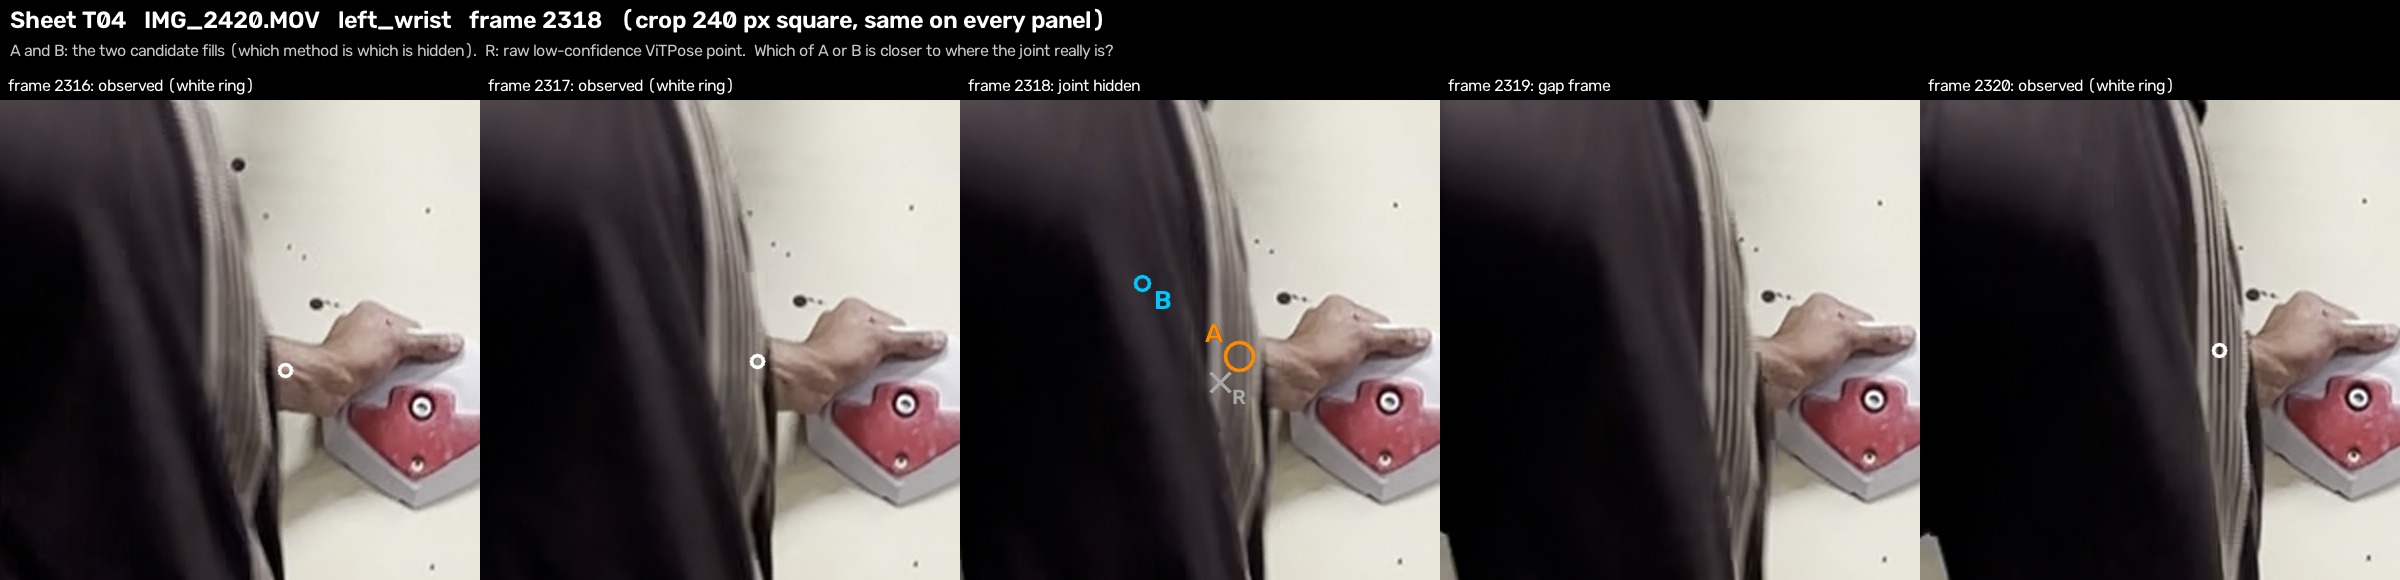 Sheet T04 IMG_2420.MOV left_wrist frame 2318 (crop 240 px square, same on every panel)
A and B: the two candidate fills (which method is which is hidden). R: raw low-confidence ViTPose point. Which of A or B is closer to where the joint really is?
frame 2316: observed (white ring)
frame 2317: observed (white ring)
frame 2318: joint hidden
frame 2319: gap frame
frame 2320: observed (white ring)
B
A
R